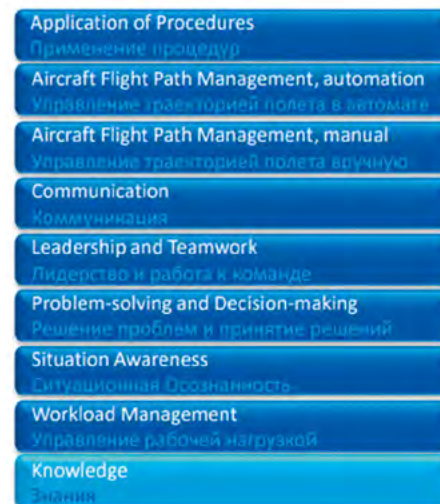 Application of Procedures
Применение процедур
Aircraft Flight Path Management, automation
Управление траекторией полета в автомате
Aircraft Flight Path Management, manual
Управление траекторией полета вручную
Communication
Коммуникация
Leadership and Teamwork
Лидерство и работа к команде
Problem-solving and Decision-making
Решение проблем и принятие решений
Situation Awareness
Ситуационная Осознанность
Workload Management
Управление рабочей нагрузкой
Knowledge
Знания